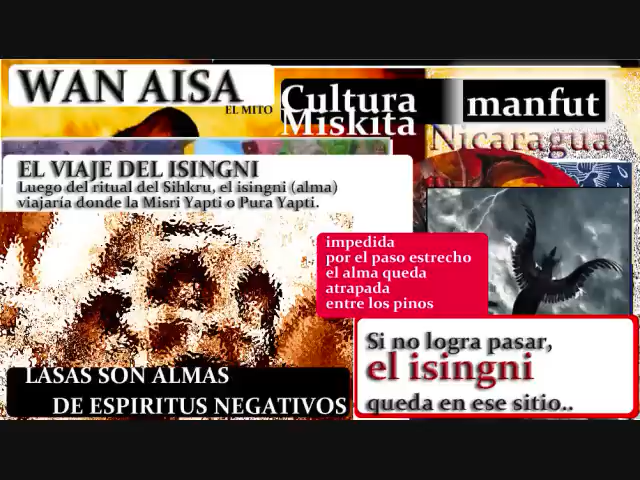 WAN AISA
EL MITO
Cultura
Miskita
manfut
Nicaragua
EL VIAJE DEL ISINGNI
Luego del ritual del Sihkru, el isingni (alma)
viajaría donde la Misri Yapti o Pura Yapti.
impedida
por el paso estrecho
el alma queda
atrapada
entre los pinos
Si no logra pasar,
el isingni
queda en ese sitio..
LASAS SON ALMAS
DE ESPIRITUS NEGATIVOS